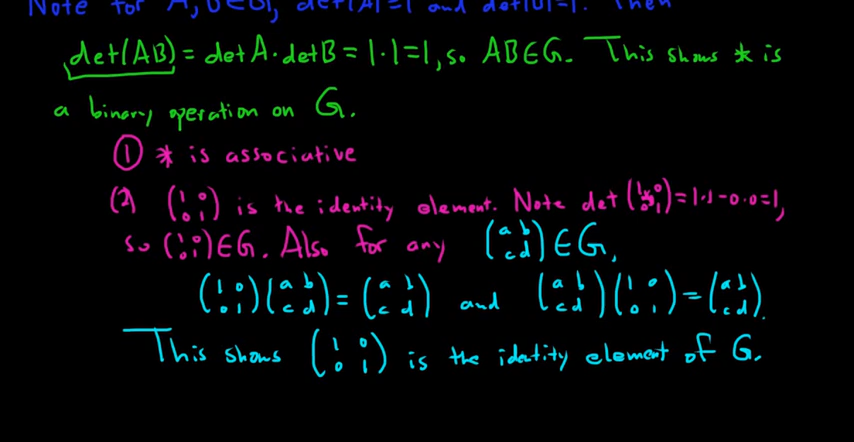 Note for A, B ∈ G, det(A)=1 and det(B)=1. Then
det(AB) = det A · det B = 1·1=1, so AB∈G. This shows * is
a binary operation on G.
① * is associative
(2) (1 0 / 0 1) is the identity element. Note det (1 0 / 0 1) = 1·1-0·0=1,
so (1 0 / 0 1) ∈ G. Also for any (a b / c d) ∈ G,
(1 0 / 0 1)(a b / c d) = (a b / c d) and (a b / c d)(1 0 / 0 1) = (a b / c d).
This shows (1 0 / 0 1) is the idatity element of G.